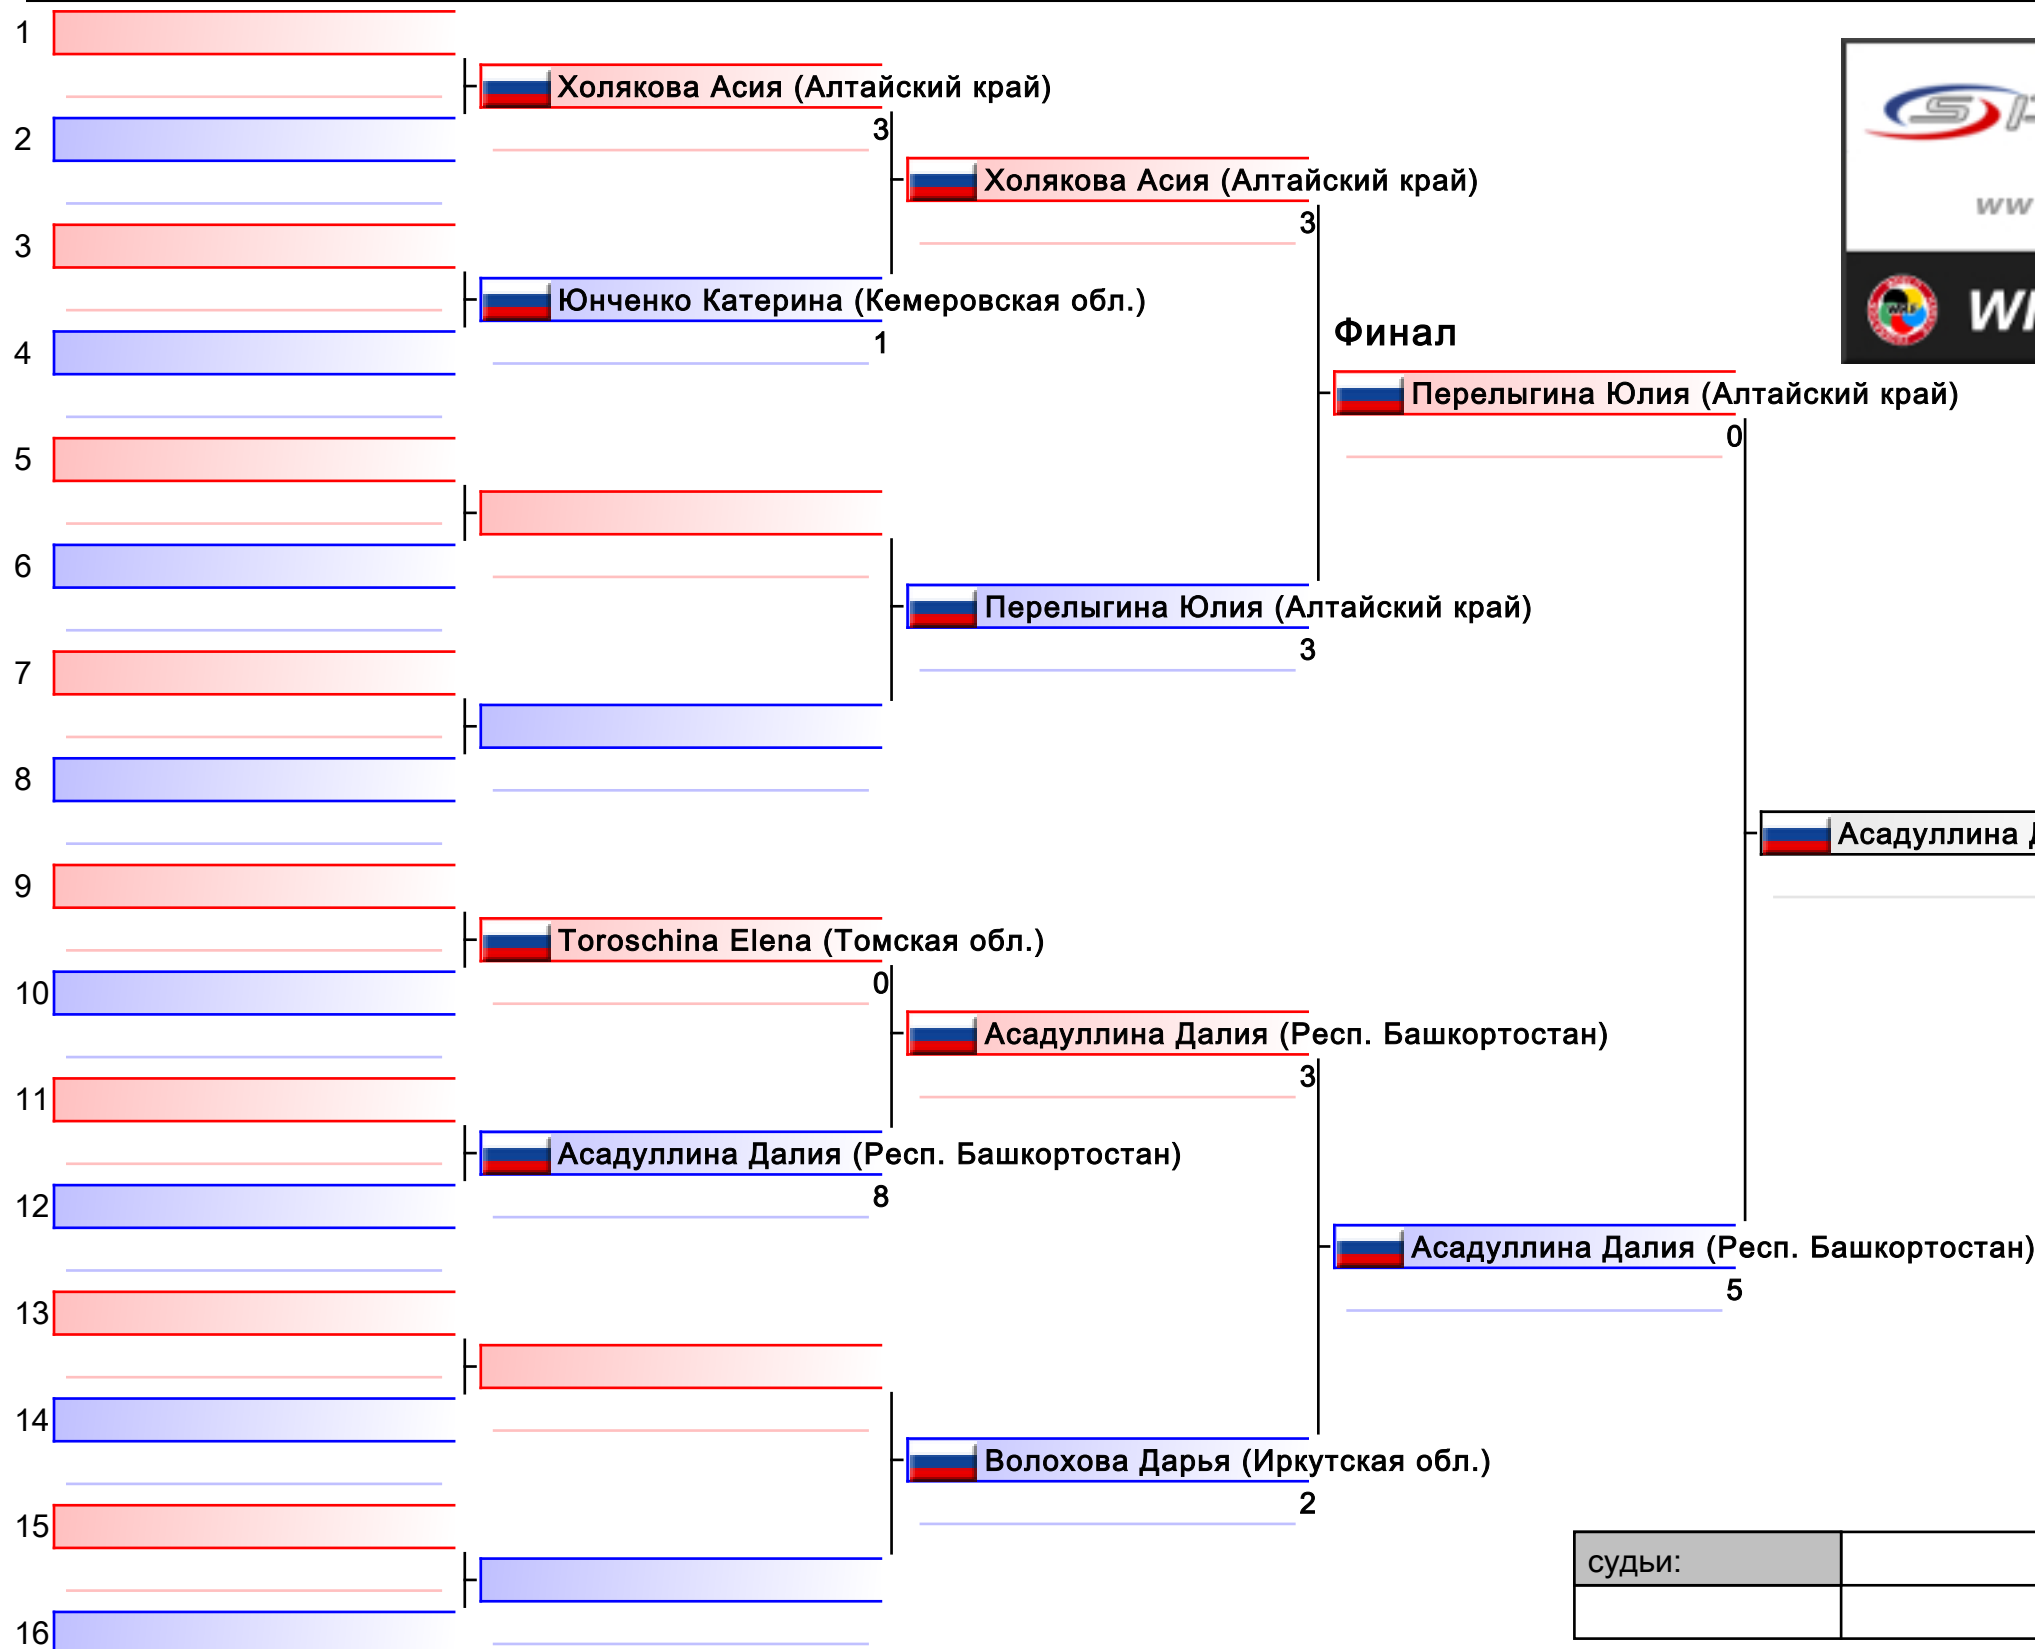 1
Холякова Асия (Алтайский край)
3
2
Холякова Асия (Алтайский край)
3
3
Юнченко Катерина (Кемеровская обл.)
1
4
Финал
Перелыгина Юлия (Алтайский край)
0
5
6
Перелыгина Юлия (Алтайский край)
3
7
8
Асадуллина
9
Toroschina Elena (Томская обл.)
0
10
Асадуллина Далия (Респ. Башкортостан)
3
11
Асадуллина Далия (Респ. Башкортостан)
8
12
Асадуллина Далия (Респ. Башкортостан)
5
13
14
Волохова Дарья (Иркутская обл.)
2
15
судьи:
16